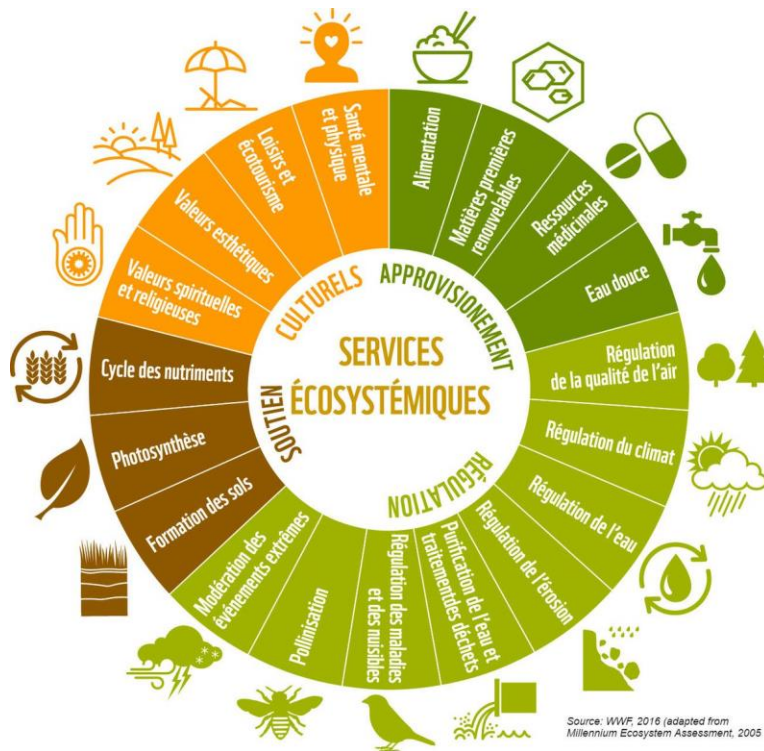 SERVICES
ÉCOSYSTÉMIQUES
APPROVISIONEMENT
Alimentation
Matières premières
renouvelables
Ressources
médicinales
Eau douce
RÉGULATION
Régulation
de la qualité de l'air
Régulation du climat
Régulation de l'eau
Régulation de l'érosion
Purification de l'eau et
traitementdes déchets
Régulation des maladies
et des nuisibles
Pollinisation
Modération des
événements extrêmes
SOUTIEN
Formation des sols
Photosynthèse
Cycle des nutriments
CULTURELS
Valeurs spirituelles
et religieuses
Valeurs esthétiques
Loisirs et
écotourisme
Santé mentale
et physique
Source: WWF, 2016 (adapted from
Millennium Ecosystem Assessment, 2005